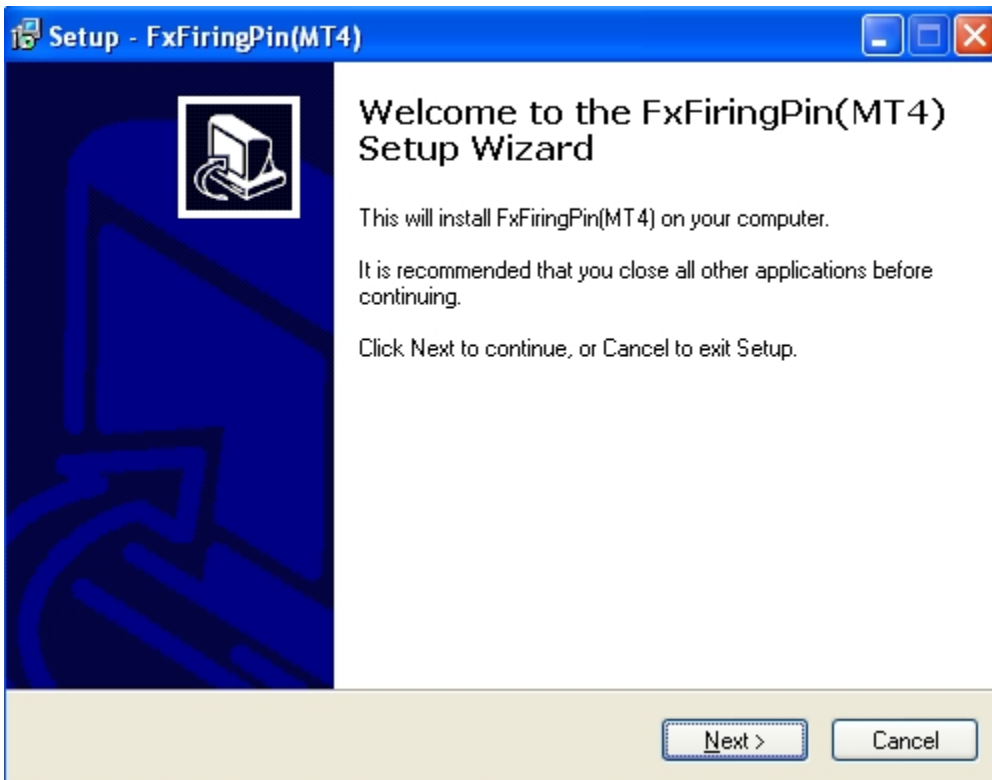 Setup - FxFiringPin(MT4)
Welcome to the FxFiringPin(MT4)
Setup Wizard
This will install FxFiringPin(MT4) on your computer.
It is recommended that you close all other applications before
continuing.
Click Next to continue, or Cancel to exit Setup.
Next >
Cancel